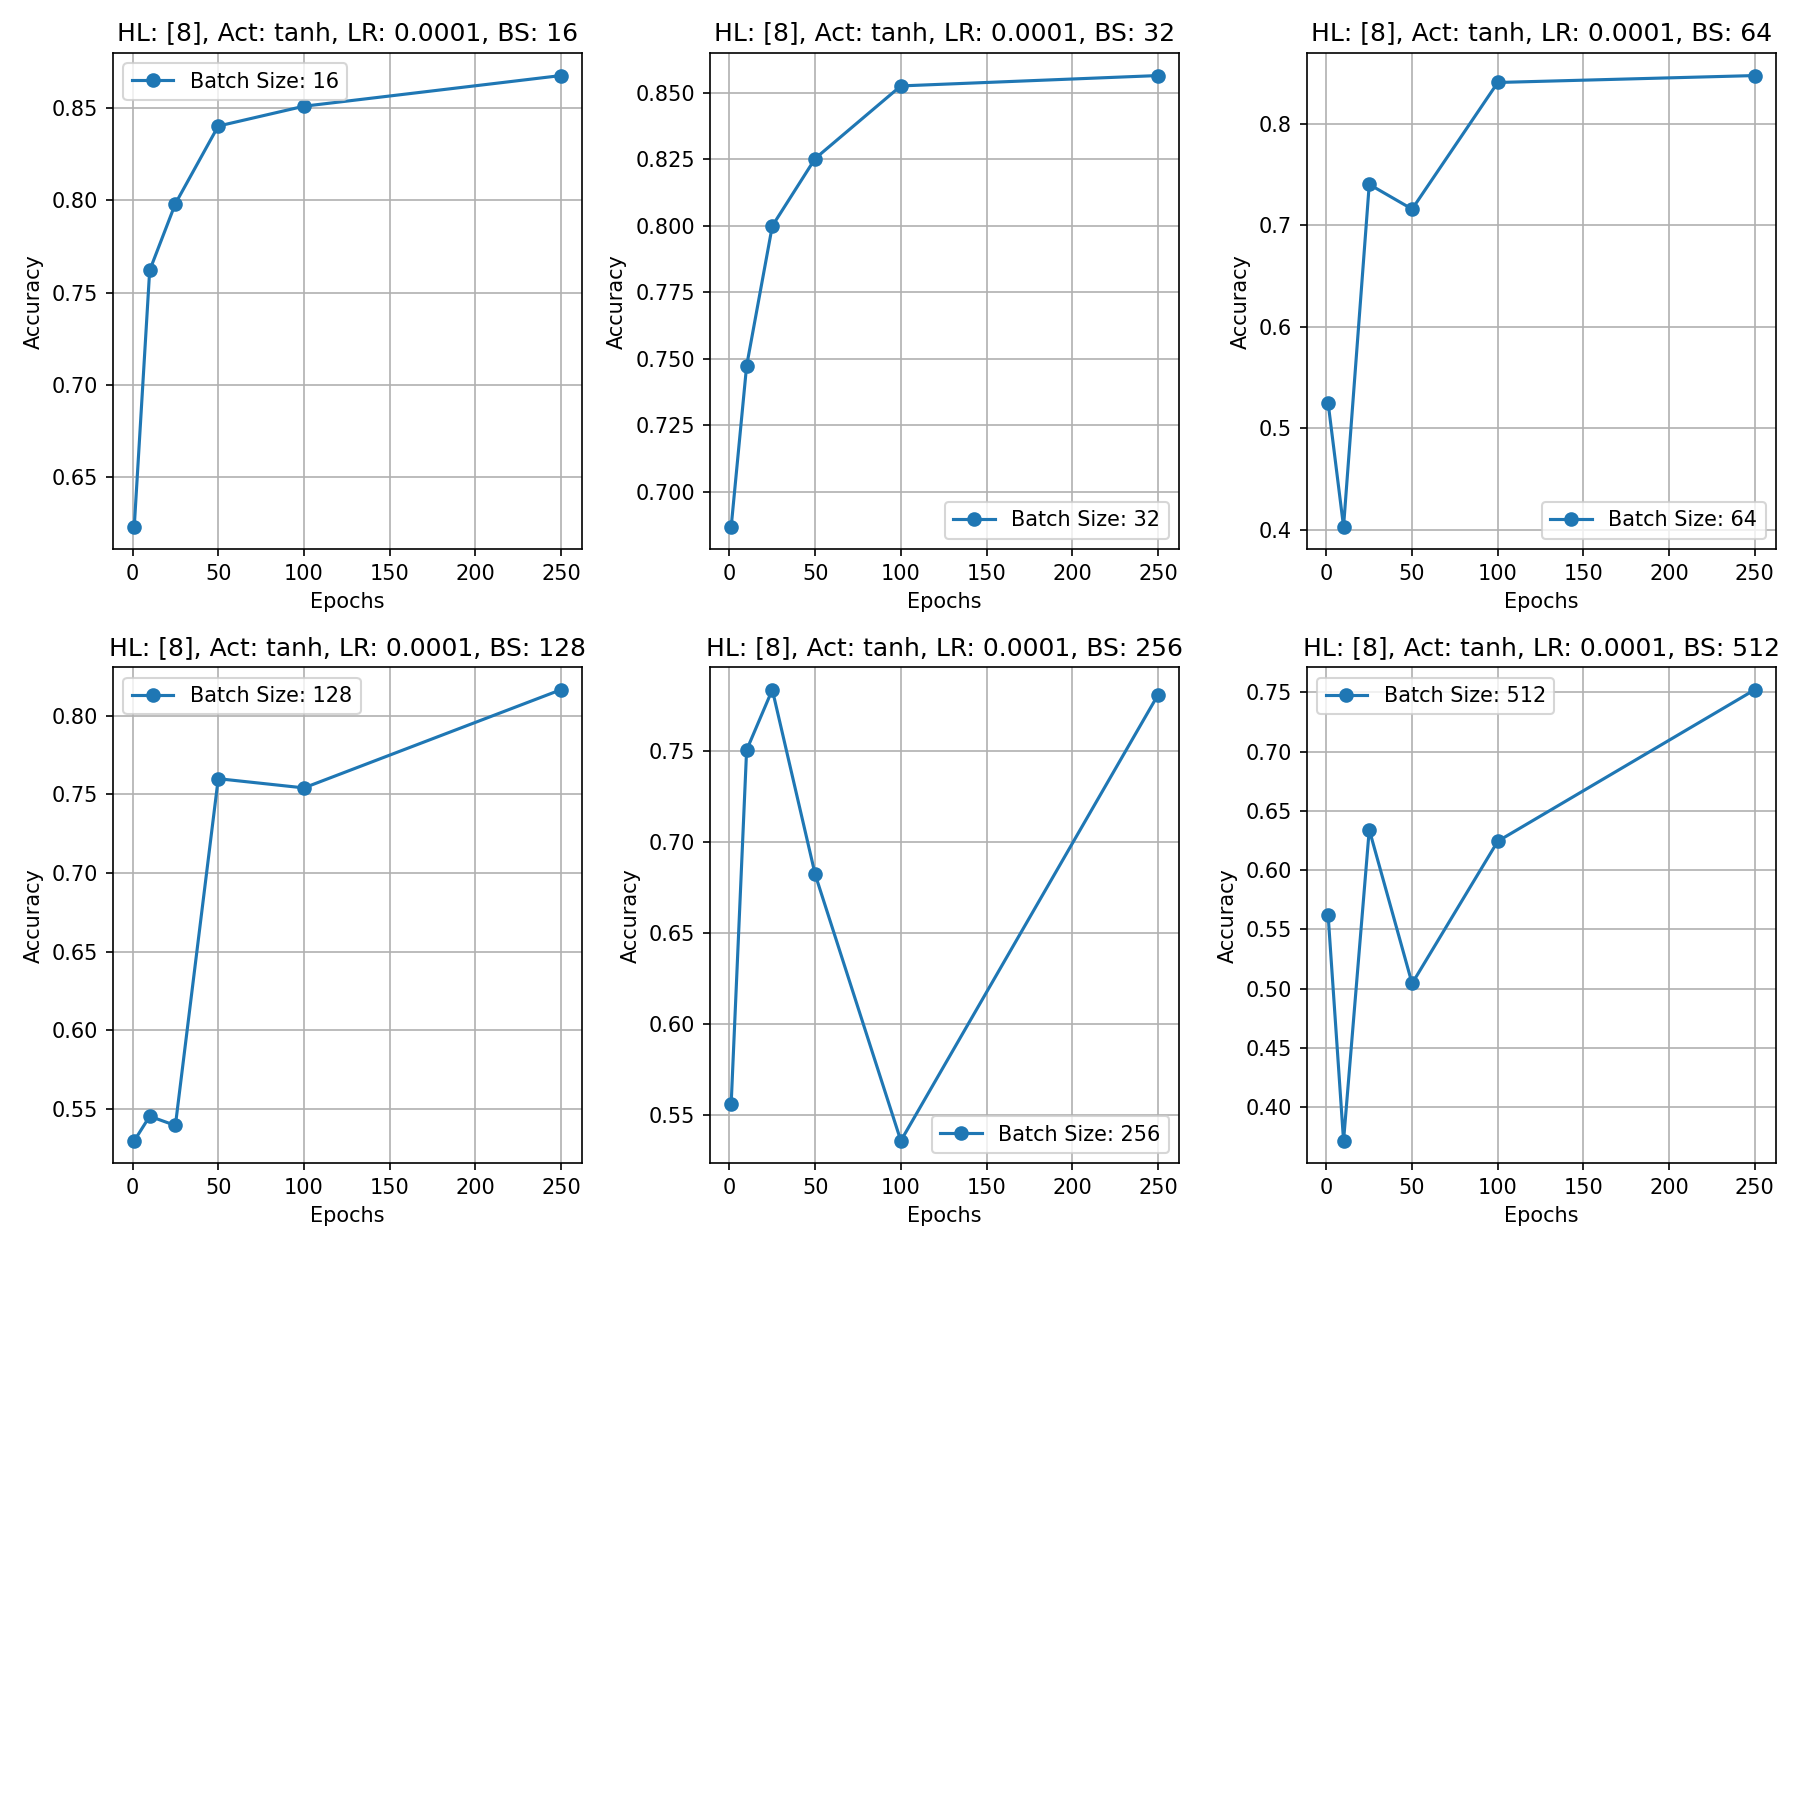 HL: [8], Act: tanh, LR: 0.0001, BS: 16
Batch Size: 16
0.85
0.80
0.75
0.70
0.65
Accuracy
0 50 100 150 200 250
Epochs
HL: [8], Act: tanh, LR: 0.0001, BS: 32
0.850
0.825
0.800
0.775
0.750
0.725
0.700
Accuracy
Batch Size: 32
0 50 100 150 200 250
Epochs
HL: [8], Act: tanh, LR: 0.0001, BS: 64
0.8
0.7
0.6
0.5
0.4
Accuracy
Batch Size: 64
0 50 100 150 200 250
Epochs
HL: [8], Act: tanh, LR: 0.0001, BS: 128
Batch Size: 128
0.80
0.75
0.70
0.65
0.60
0.55
Accuracy
0 50 100 150 200 250
Epochs
HL: [8], Act: tanh, LR: 0.0001, BS: 256
0.75
0.70
0.65
0.60
0.55
Accuracy
Batch Size: 256
0 50 100 150 200 250
Epochs
HL: [8], Act: tanh, LR: 0.0001, BS: 512
Batch Size: 512
0.75
0.70
0.65
0.60
0.55
0.50
0.45
0.40
Accuracy
0 50 100 150 200 250
Epochs